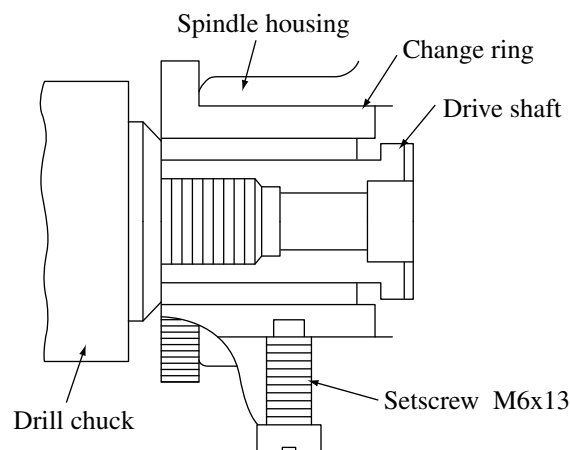 Spindle housing
Change ring
Drive shaft
Setscrew M6x13
Drill chuck